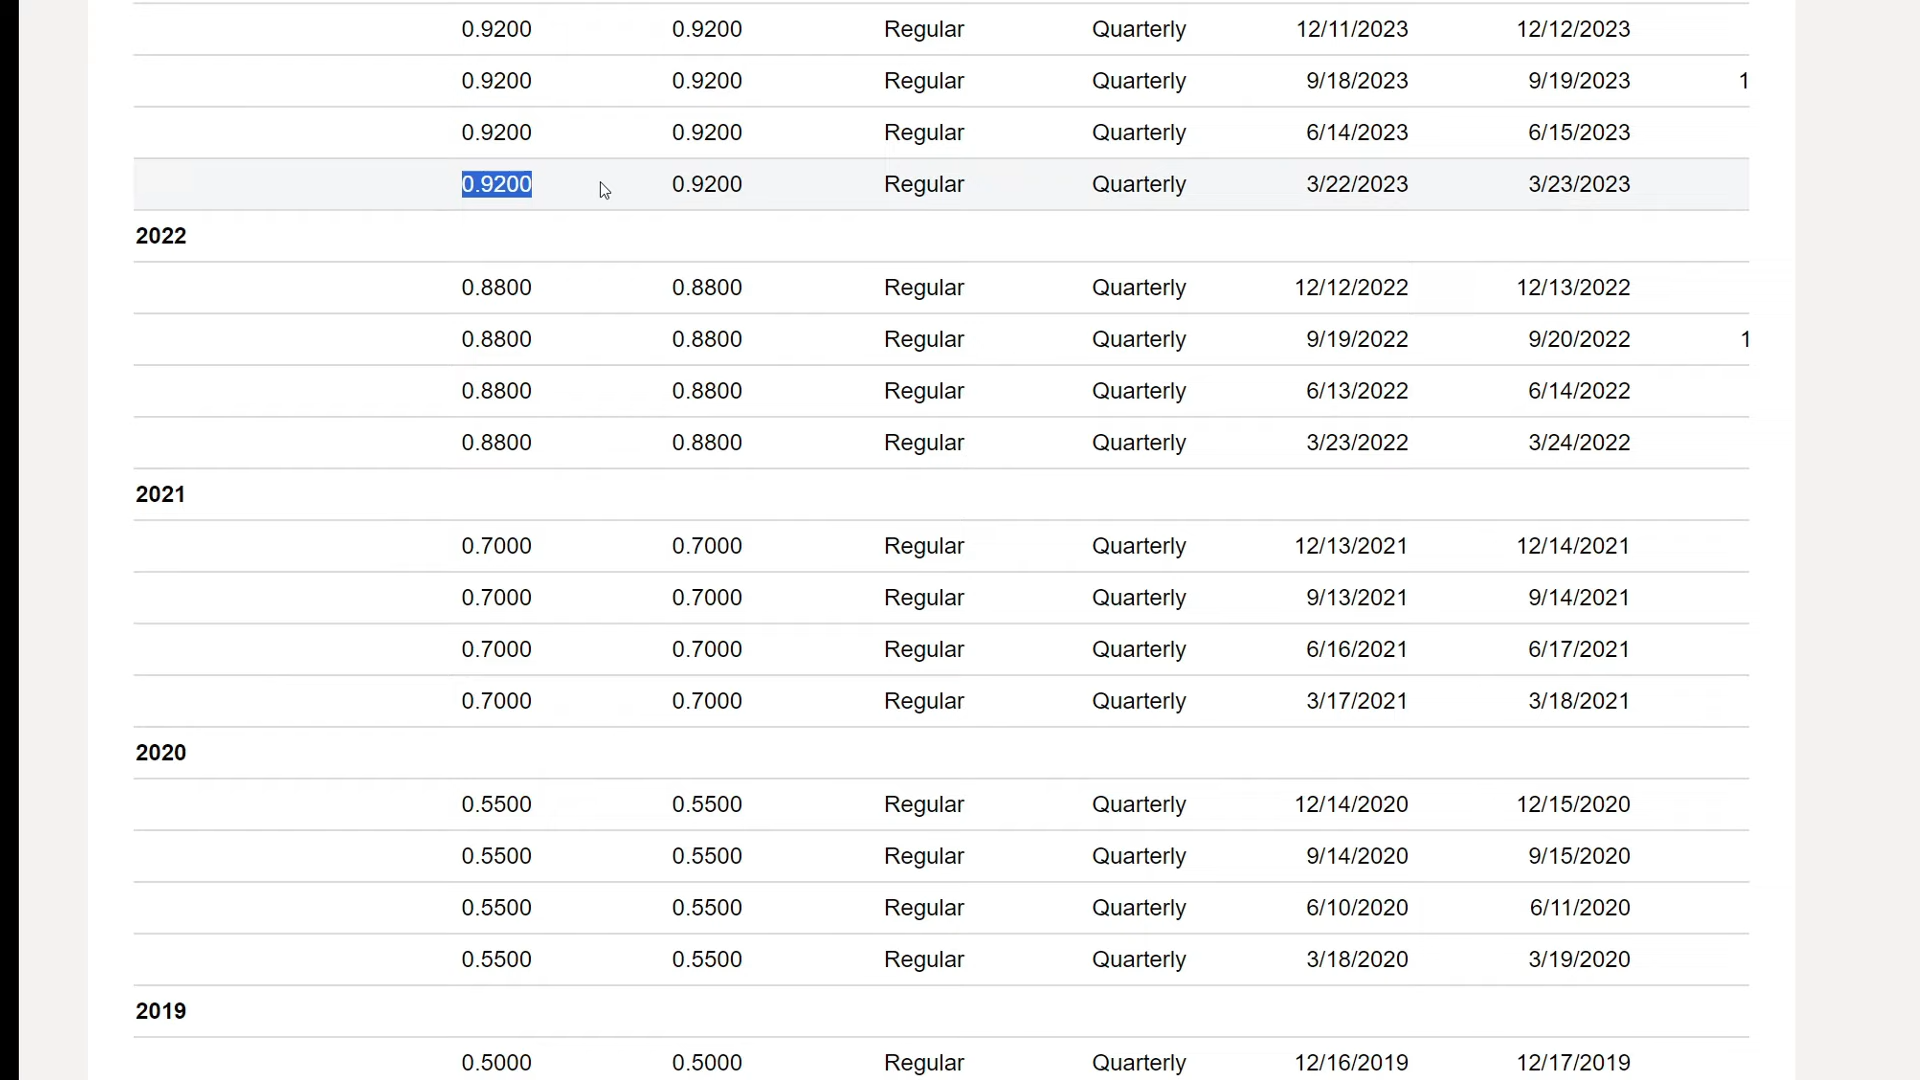 0.9200 0.9200 Regular Quarterly 12/11/2023 12/12/2023
0.9200 0.9200 Regular Quarterly 9/18/2023 9/19/2023 1
0.9200 0.9200 Regular Quarterly 6/14/2023 6/15/2023
0.9200 0.9200 Regular Quarterly 3/22/2023 3/23/2023
2022
0.8800 0.8800 Regular Quarterly 12/12/2022 12/13/2022
0.8800 0.8800 Regular Quarterly 9/19/2022 9/20/2022 1
0.8800 0.8800 Regular Quarterly 6/13/2022 6/14/2022
0.8800 0.8800 Regular Quarterly 3/23/2022 3/24/2022
2021
0.7000 0.7000 Regular Quarterly 12/13/2021 12/14/2021
0.7000 0.7000 Regular Quarterly 9/13/2021 9/14/2021
0.7000 0.7000 Regular Quarterly 6/16/2021 6/17/2021
0.7000 0.7000 Regular Quarterly 3/17/2021 3/18/2021
2020
0.5500 0.5500 Regular Quarterly 12/14/2020 12/15/2020
0.5500 0.5500 Regular Quarterly 9/14/2020 9/15/2020
0.5500 0.5500 Regular Quarterly 6/10/2020 6/11/2020
0.5500 0.5500 Regular Quarterly 3/18/2020 3/19/2020
2019
0.5000 0.5000 Regular Quarterly 12/16/2019 12/17/2019